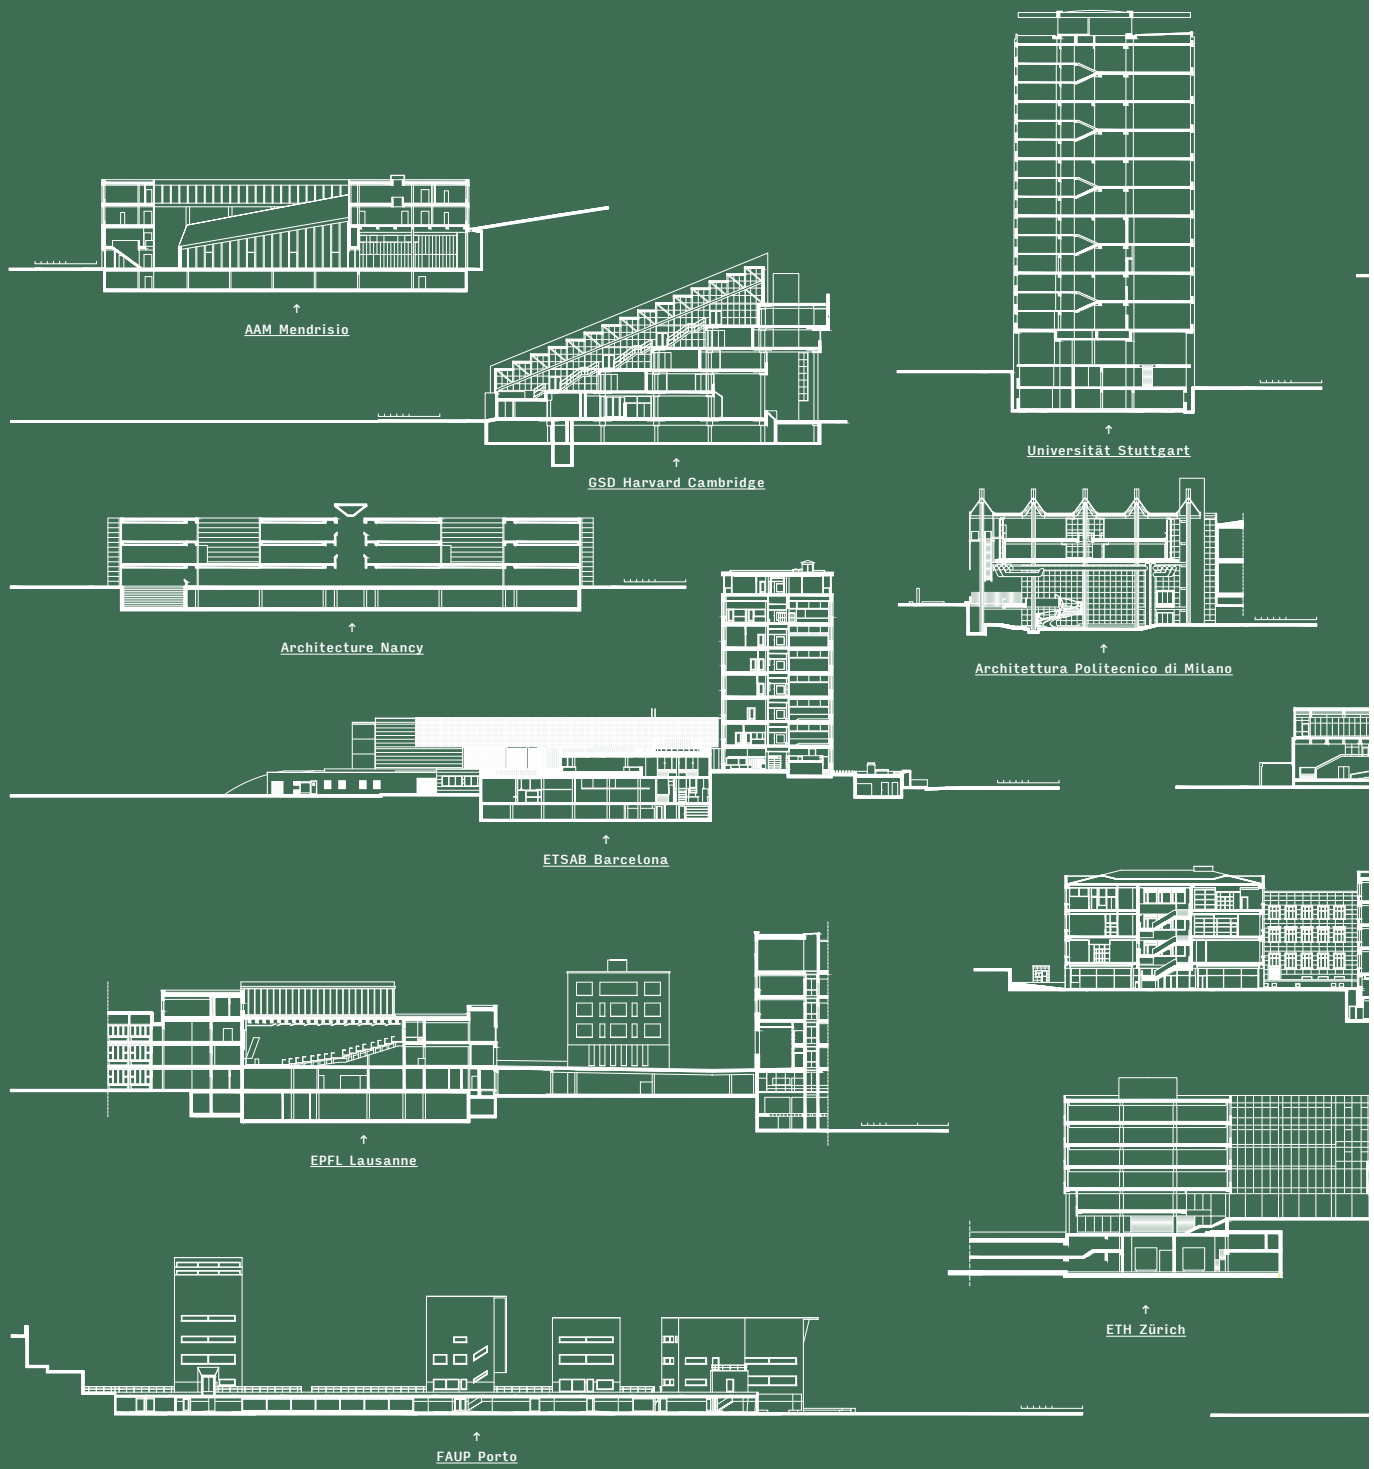 ↑
AAM Mendrisio
↑
Universität Stuttgart
↑
GSD Harvard Cambridge
↑
Architecture Nancy
↑
Architettura Politecnico di Milano
↑
ETSAB Barcelona
↑
EPFL Lausanne
↑
ETH Zürich
↑
FAUP Porto